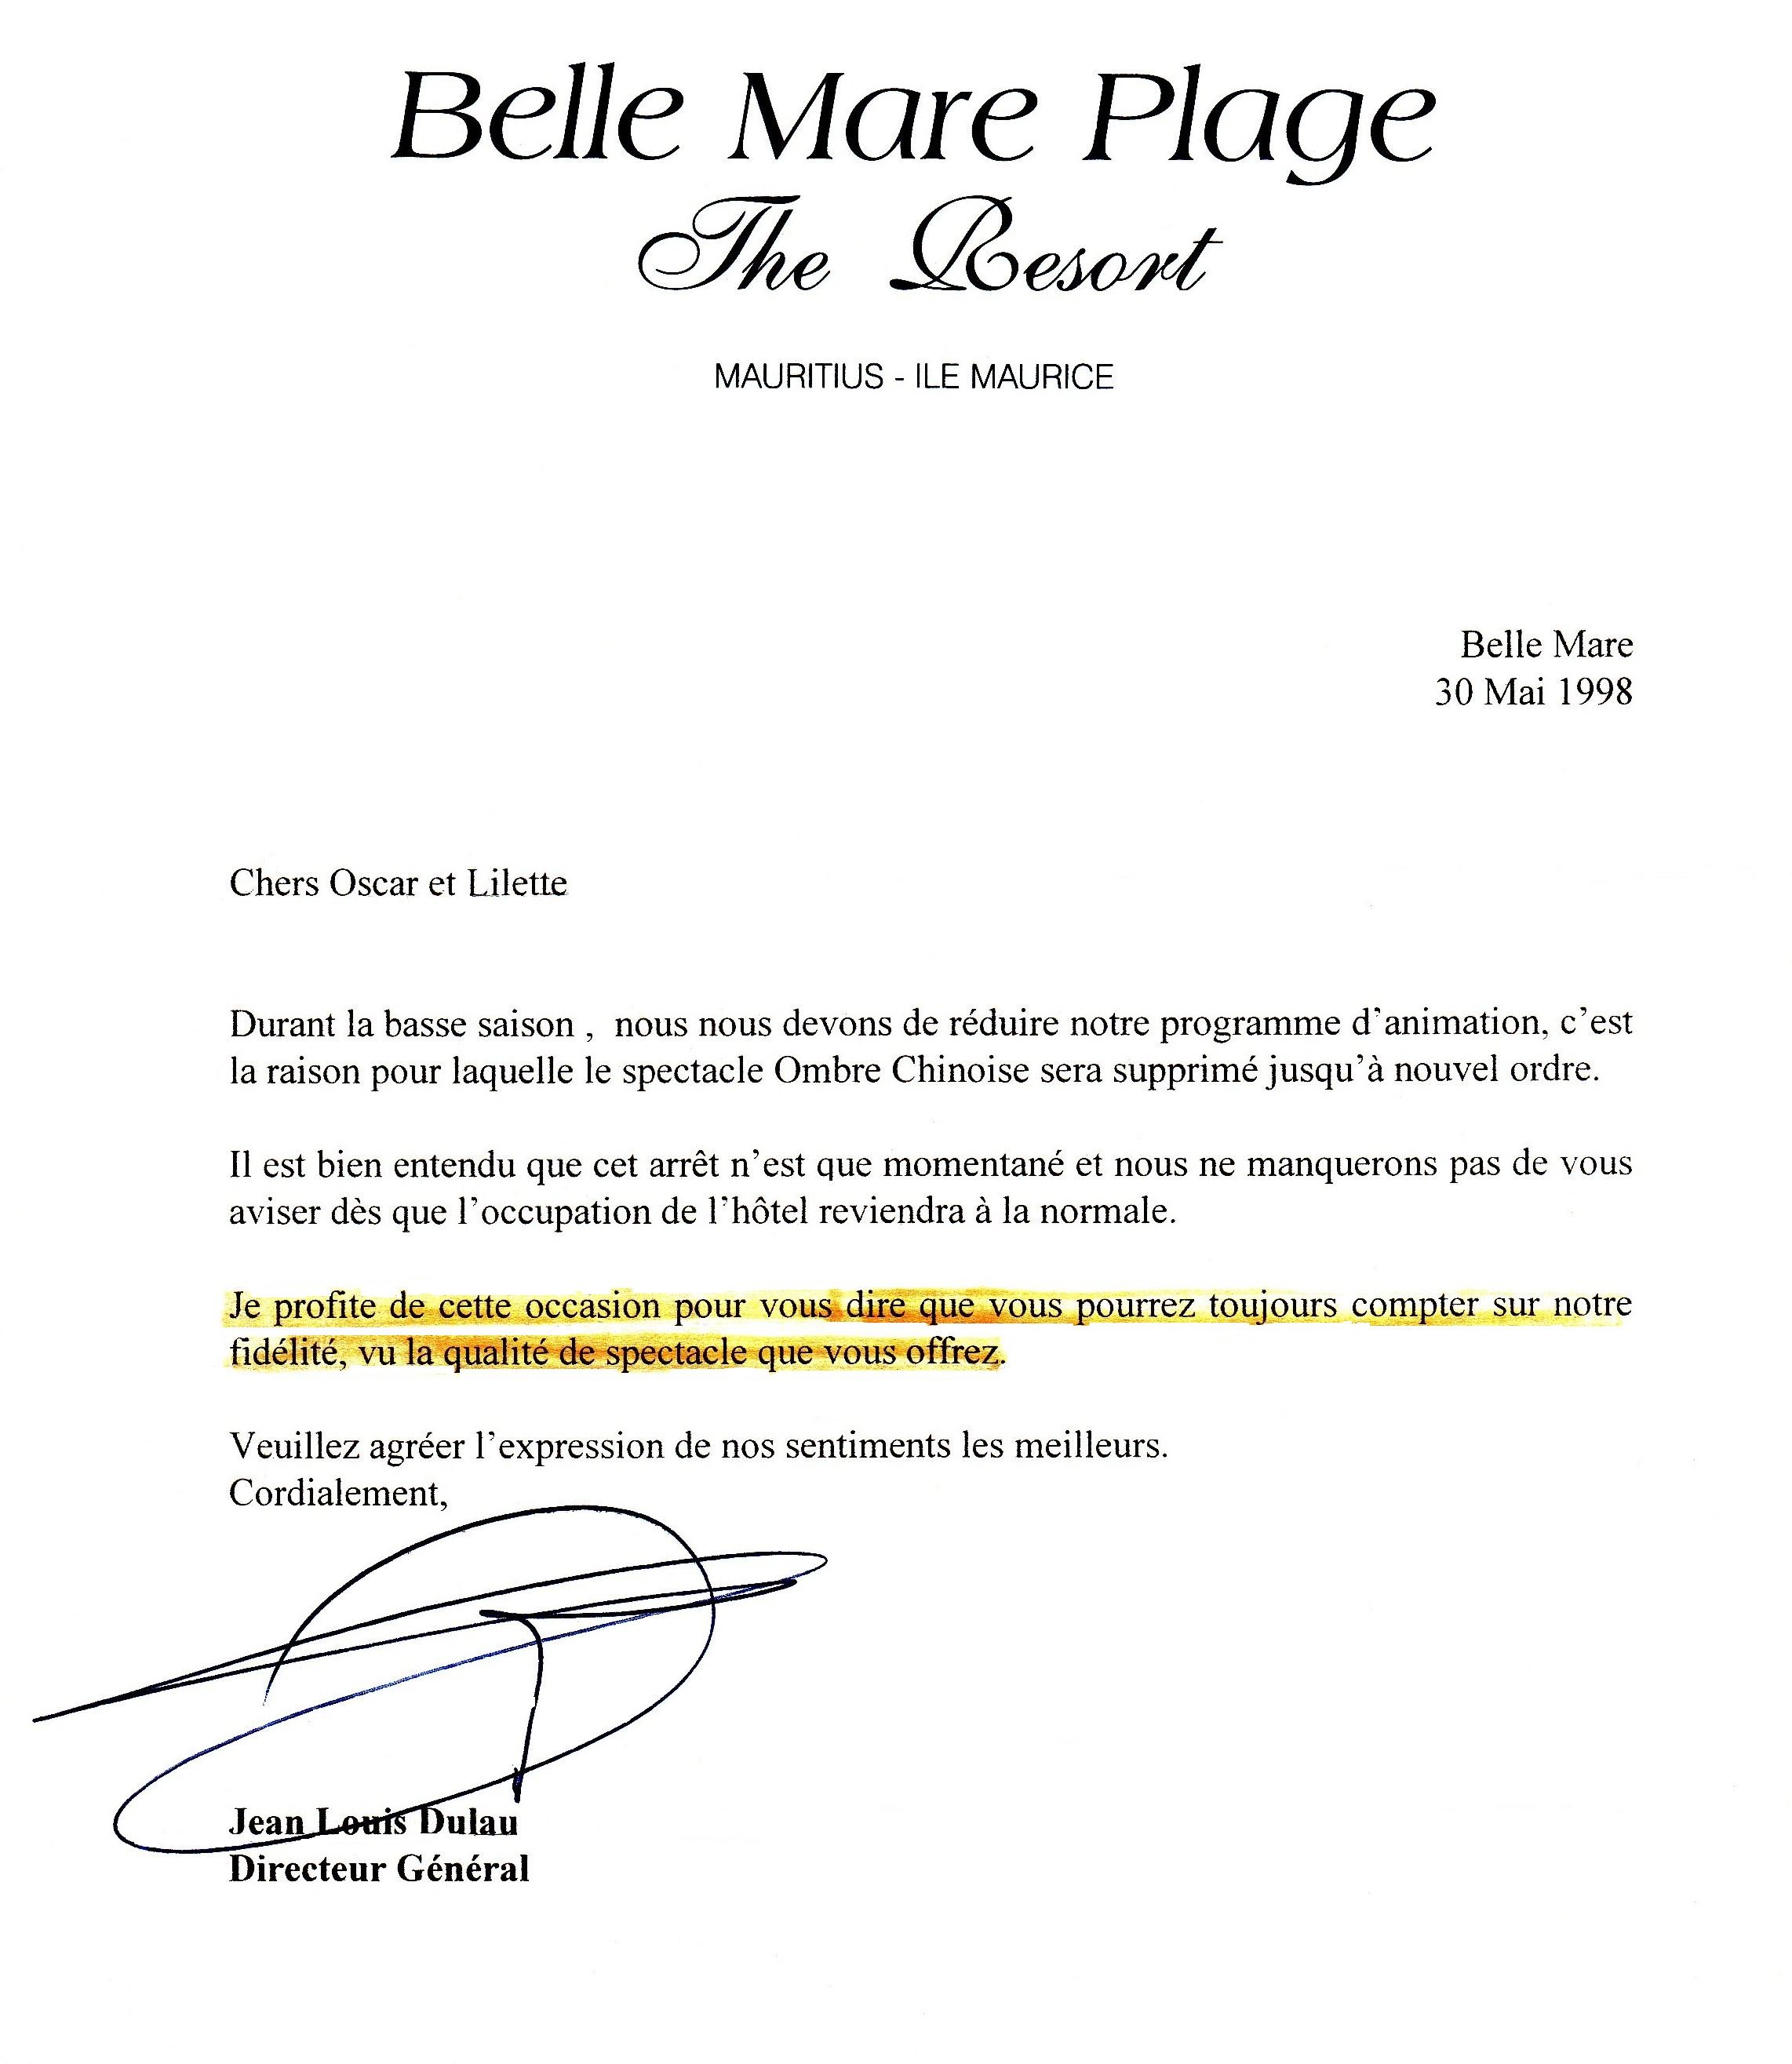 Belle Mare Plage
The Resort
MAURITIUS - ILE MAURICE
Belle Mare
30 Mai 1998
Chers Oscar et Lilette
Durant la basse saison , nous nous devons de réduire notre programme d'animation, c'est
la raison pour laquelle le spectacle Ombre Chinoise sera supprimé jusqu'à nouvel ordre.
Il est bien entendu que cet arrêt n'est que momentané et nous ne manquerons pas de vous
aviser dès que l'occupation de l'hôtel reviendra à la normale.
Je profite de cette occasion pour vous dire que vous pourrez toujours compter sur notre
fidélité, vu la qualité de spectacle que vous offrez.
Veuillez agréer l'expression de nos sentiments les meilleurs.
Cordialement,
Jean Louis Dulau
Directeur Général